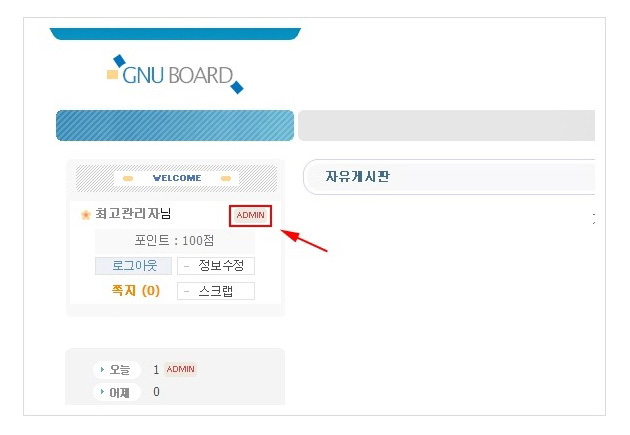 GNU BOARD
WELCOME
자유게시판
최고관리자님 ADMIN
포인트 : 100점
로그아웃 정보수정
쪽지 (0) 스크랩
오늘 1 ADMIN
어제 0